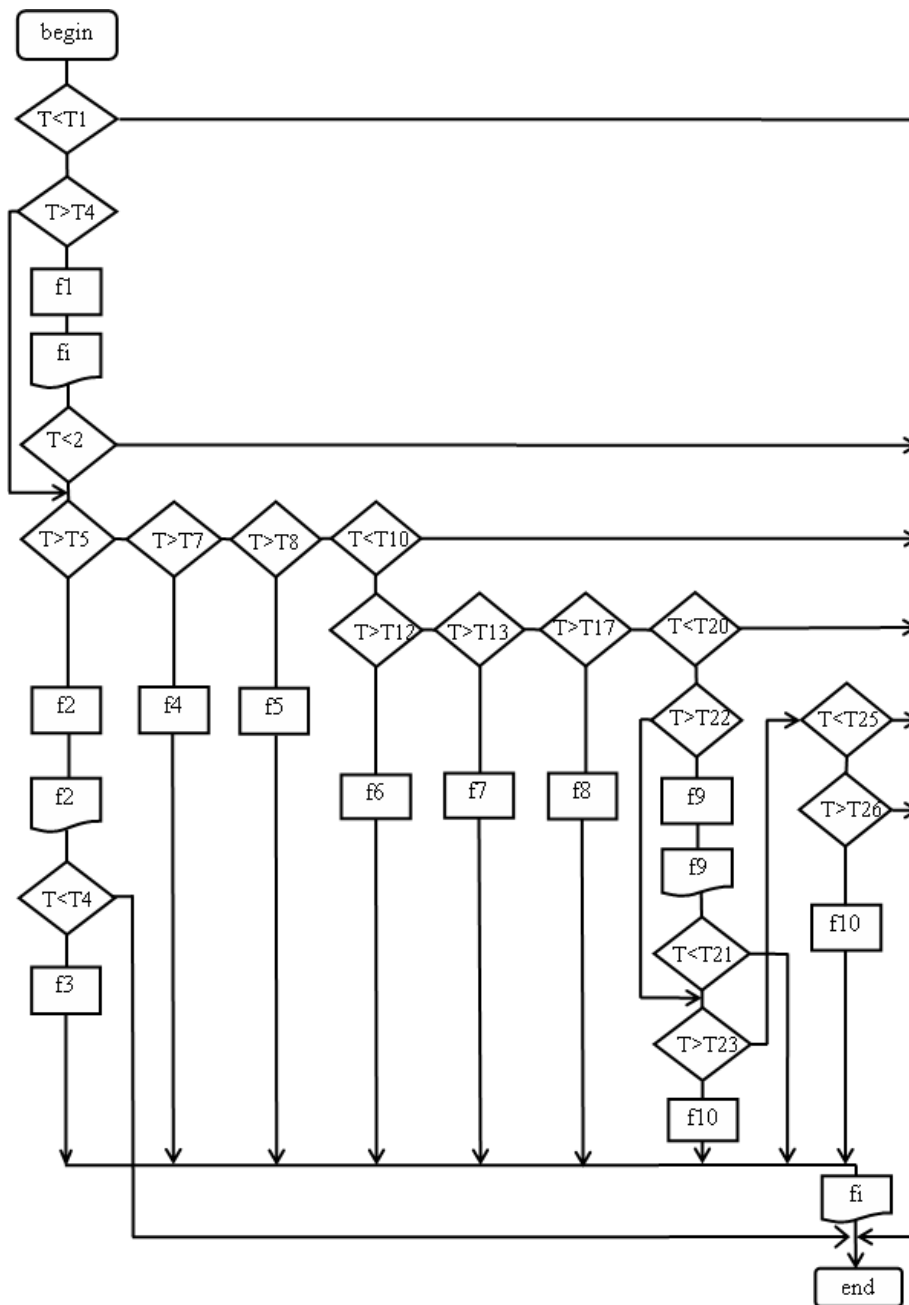 begin
T<T1
T>T4
f1
fi
T<2
T>T5 T>T7 T>T8 T<T10
T>T12 T>T13 T>T17 T<T20
f2 f4 f5 T>T22 T<T25
f2 f6 f7 f8 f9 T>T26
f9
T<T4 f10
T<T21
f3
T>T23
f10
fi
end